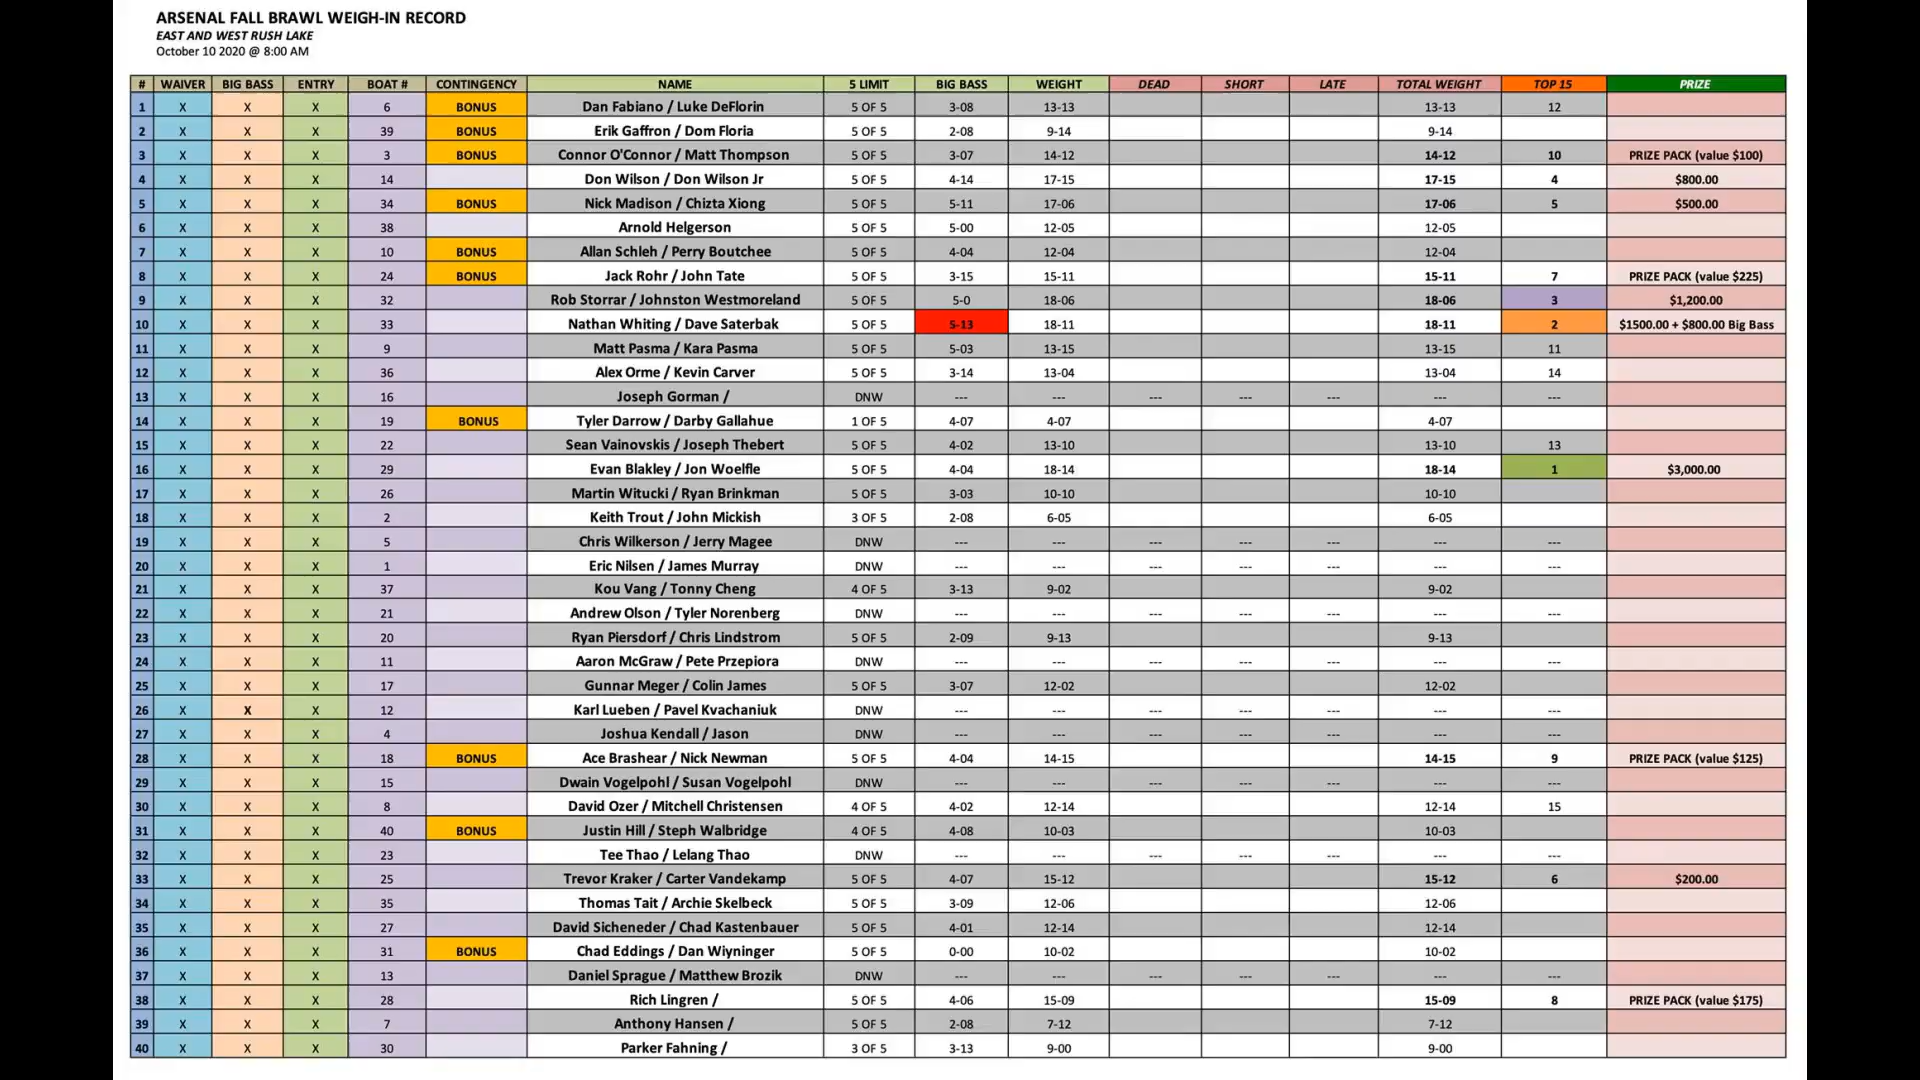 ARSENAL FALL BRAWL WEIGH-IN RECORD
EAST AND WEST RUSH LAKE
October 10 2020 @ 8:00 AM
# WAIVER BIG BASS ENTRY BOAT # CONTINGENCY NAME 5 LIMIT BIG BASS WEIGHT DEAD SHORT LATE TOTAL WEIGHT TOP 15 PRIZE
1 X X X 6 BONUS Dan Fabiano / Luke DeFlorin 5 OF 5 3-08 13-13 13-13 12
2 X X X 39 BONUS Erik Gaffron / Dom Floria 5 OF 5 2-08 9-14 9-14
3 X X X 3 BONUS Connor O'Connor / Matt Thompson 5 OF 5 3-07 14-12 14-12 10 PRIZE PACK (value $100)
4 X X X 14 Don Wilson / Don Wilson Jr 5 OF 5 4-14 17-15 17-15 4 $800.00
5 X X X 34 BONUS Nick Madison / Chizta Xiong 5 OF 5 5-11 17-06 17-06 5 $500.00
6 X X X 38 Arnold Helgerson 5 OF 5 5-00 12-05 12-05
7 X X X 10 BONUS Allan Schleh / Perry Boutchee 5 OF 5 4-04 12-04 12-04
8 X X X 24 BONUS Jack Rohr / John Tate 5 OF 5 3-15 15-11 15-11 7 PRIZE PACK (value $225)
9 X X X 32 Rob Storrar / Johnston Westmoreland 5 OF 5 5-0 18-06 18-06 3 $1,200.00
10 X X X 33 Nathan Whiting / Dave Saterbak 5 OF 5 5-13 18-11 18-11 2 $1500.00 + $800.00 Big Bass
11 X X X 9 Matt Pasma / Kara Pasma 5 OF 5 5-03 13-15 13-15 11
12 X X X 36 Alex Orme / Kevin Carver 5 OF 5 3-14 13-04 13-04 14
13 X X X 16 Joseph Gorman / DNW --- --- --- --- --- --- ---
14 X X X 19 BONUS Tyler Darrow / Darby Gallahue 1 OF 5 4-07 4-07 4-07
15 X X X 22 Sean Vainovskis / Joseph Thebert 5 OF 5 4-02 13-10 13-10 13
16 X X X 29 Evan Blakley / Jon Woelfle 5 OF 5 4-04 18-14 18-14 1 $3,000.00
17 X X X 26 Martin Witucki / Ryan Brinkman 5 OF 5 3-03 10-10 10-10
18 X X X 2 Keith Trout / John Mickish 3 OF 5 2-08 6-05 6-05
19 X X X 5 Chris Wilkerson / Jerry Magee DNW --- --- --- --- --- --- ---
20 X X X 1 Eric Nilsen / James Murray DNW --- --- --- --- --- --- ---
21 X X X 37 Kou Vang / Tonny Cheng 4 OF 5 3-13 9-02 9-02
22 X X X 21 Andrew Olson / Tyler Norenberg DNW --- --- --- --- --- --- ---
23 X X X 20 Ryan Piersdorf / Chris Lindstrom 5 OF 5 2-09 9-13 9-13
24 X X X 11 Aaron McGraw / Pete Przepiora DNW --- --- --- --- --- --- ---
25 X X X 17 Gunnar Meger / Colin James 5 OF 5 3-07 12-02 12-02
26 X X X 12 Karl Lueben / Pavel Kvachaniuk DNW --- --- --- --- --- --- ---
27 X X X 4 Joshua Kendall / Jason DNW --- --- --- --- --- --- ---
28 X X X 18 BONUS Ace Brashear / Nick Newman 5 OF 5 4-04 14-15 14-15 9 PRIZE PACK (value $125)
29 X X X 15 Dwain Vogelpohl / Susan Vogelpohl DNW --- --- --- --- --- --- ---
30 X X X 8 David Ozer / Mitchell Christensen 4 OF 5 4-02 12-14 12-14 15
31 X X X 40 BONUS Justin Hill / Steph Walbridge 4 OF 5 4-08 10-03 10-03
32 X X X 23 Tee Thao / Lelang Thao DNW --- --- --- --- --- --- ---
33 X X X 25 Trevor Kraker / Carter Vandekamp 5 OF 5 4-07 15-12 15-12 6 $200.00
34 X X X 35 Thomas Tait / Archie Skelbeck 5 OF 5 3-09 12-06 12-06
35 X X X 27 David Sicheneder / Chad Kastenbauer 5 OF 5 4-01 12-14 12-14
36 X X X 31 BONUS Chad Eddings / Dan Wiyninger 5 OF 5 0-00 10-02 10-02
37 X X X 13 Daniel Sprague / Matthew Brozik DNW --- --- --- --- --- --- ---
38 X X X 28 Rich Lingren / 5 OF 5 4-06 15-09 15-09 8 PRIZE PACK (value $175)
39 X X X 7 Anthony Hansen / 5 OF 5 2-08 7-12 7-12
40 X X X 30 Parker Fahning / 3 OF 5 3-13 9-00 9-00